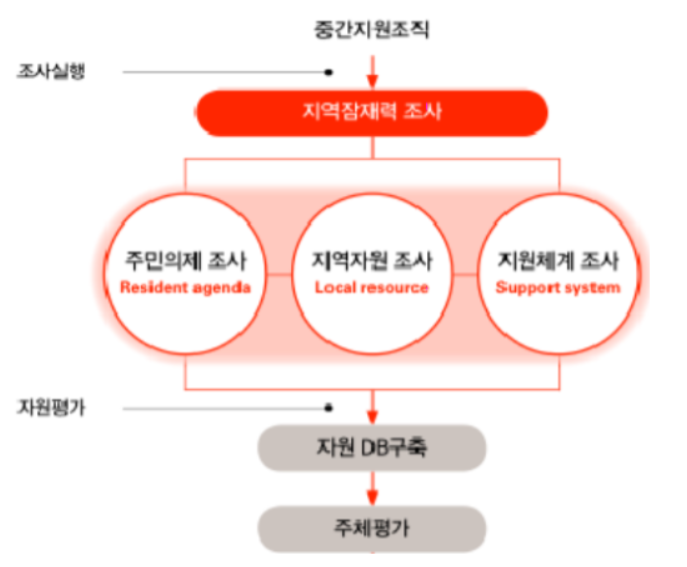 중간지원조직
조사실행
지역잠재력 조사
주민의제 조사
Resident agenda
지역자원 조사
Local resource
지원체계 조사
Support system
자원평가
자원 DB구축
주체평가